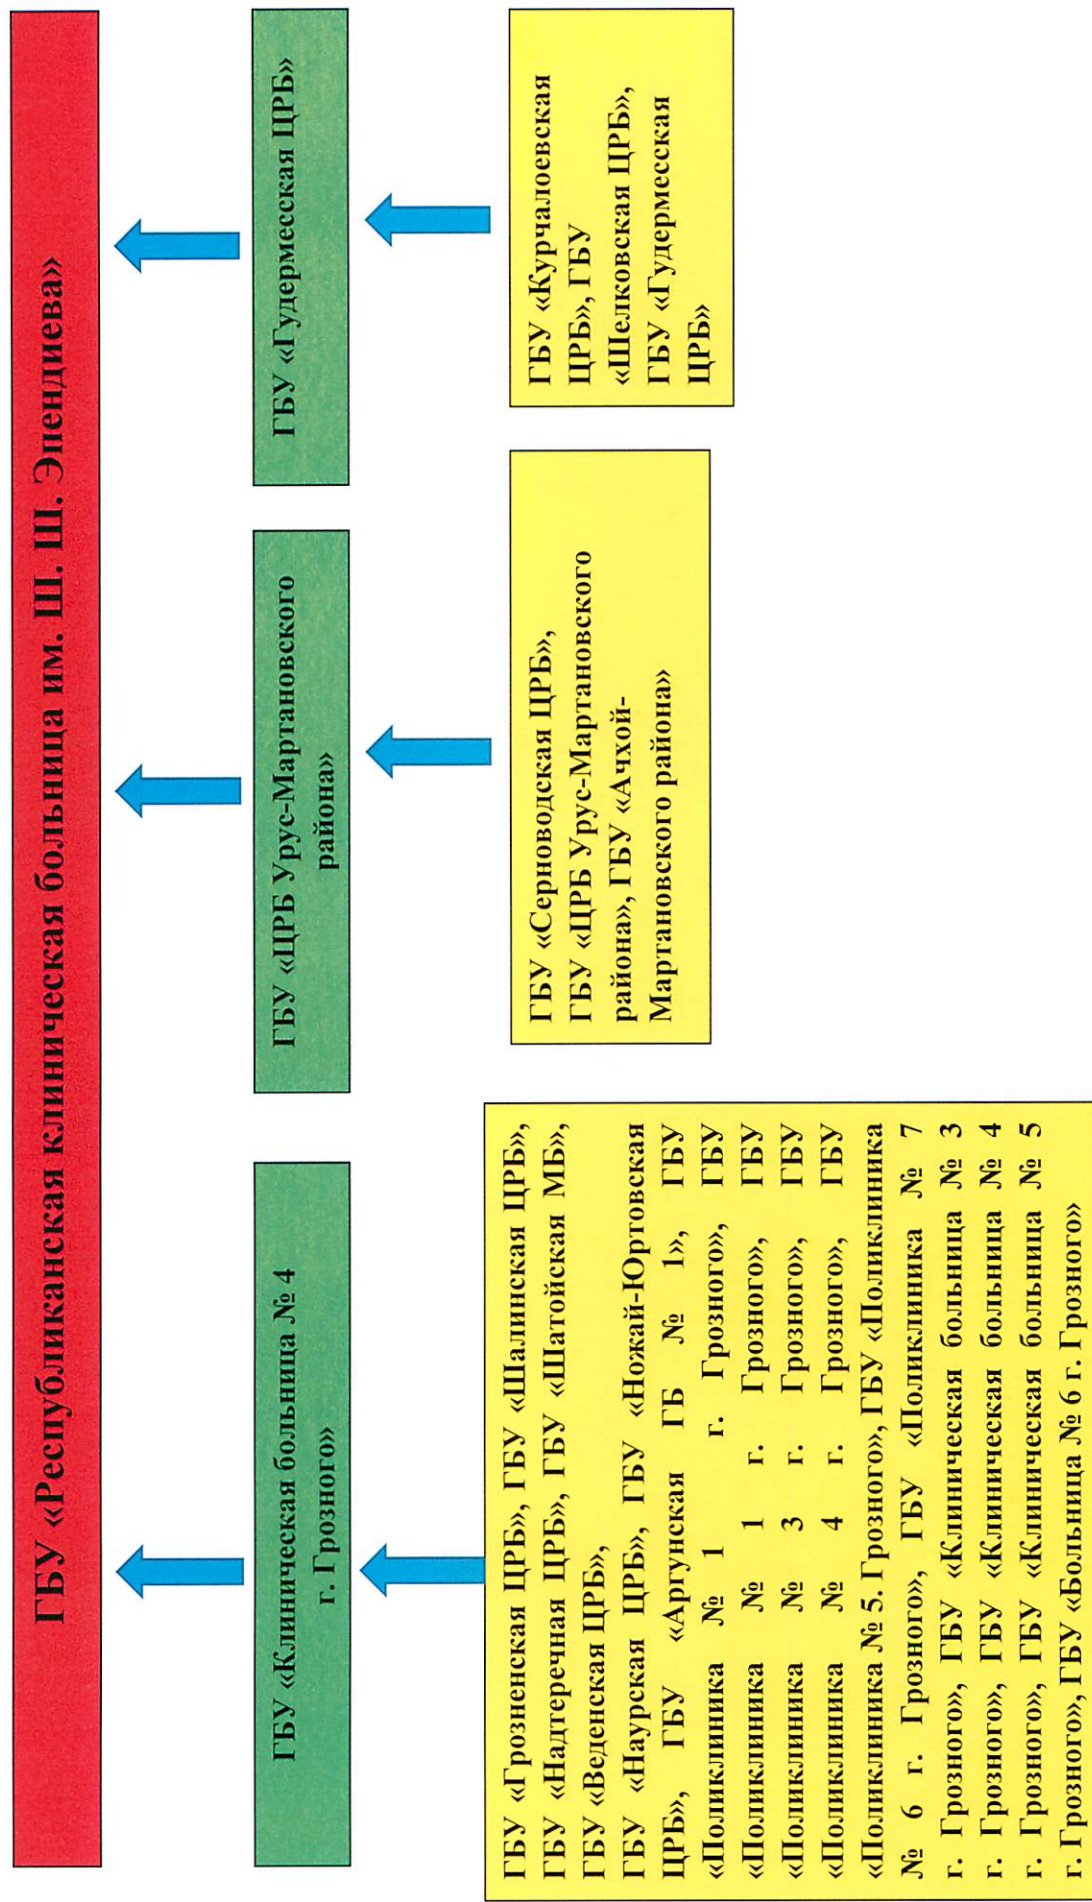 ГБУ «Республиканская клиническая больница им. Ш. Ш. Эпендиева»
ГБУ «Клиническая больница № 4
г. Грозного»
ГБУ «ЦРБ Урус-Мартановского
района»
ГБУ «Гудермесская ЦРБ»
ГБУ «Грозненская ЦРБ», ГБУ «Шалинская ЦРБ»,
ГБУ «Надтеречная ЦРБ», ГБУ «Шатойская МБ»,
ГБУ «Веденская ЦРБ»,
ГБУ «Наурская ЦРБ», ГБУ «Ножай-Юртовская
ЦРБ», ГБУ «Аргунская ГБ № 1», ГБУ
«Поликлиника № 1 г. Грозного», ГБУ
«Поликлиника № 1 г. Грозного», ГБУ
«Поликлиника № 3 г. Грозного», ГБУ
«Поликлиника № 4 г. Грозного», ГБУ
«Поликлиника № 5. Грозного», ГБУ «Поликлиника
№ 6 г. Грозного», ГБУ «Поликлиника № 7
г. Грозного», ГБУ «Клиническая больница № 3
г. Грозного», ГБУ «Клиническая больница № 4
г. Грозного», ГБУ «Клиническая больница № 5
г. Грозного», ГБУ «Больница № 6 г. Грозного»
ГБУ «Серноводская ЦРБ»,
ГБУ «ЦРБ Урус-Мартановского
района», ГБУ «Ачхой-
Мартановского района»
ГБУ «Курчалоевская
ЦРБ», ГБУ
«Шелковская ЦРБ»,
ГБУ «Гудермесская
ЦРБ»